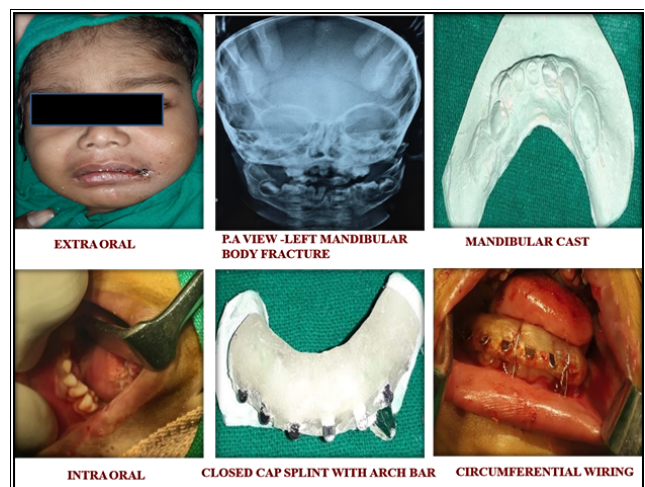 EXTRA ORAL
P.A VIEW -LEFT MANDIBULAR
BODY FRACTURE
MANDIBULAR CAST
INTRA ORAL
CLOSED CAP SPLINT WITH ARCH BAR
CIRCUMFERENTIAL WIRING